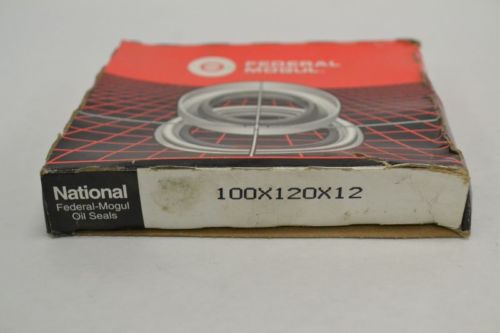 FEDERAL
MOGUL.
National
Federal-Mogul
Oil Seals
100X120X12